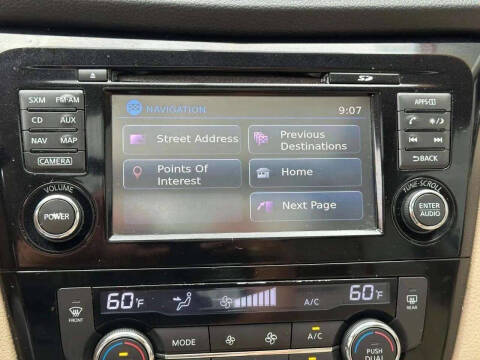 SD
SXM FM·AM
CD AUX
NAV MAP
CAMERA
VOLUME
POWER
NAVIGATION 9:07
Street Address
Previous Destinations
Points Of Interest
Home
Next Page
APPS
BACK
TUNE·SCROLL
ENTER AUDIO
60°F
A/C
60°F
FRONT
REAR
MODE
A/C
PUSH DUAL